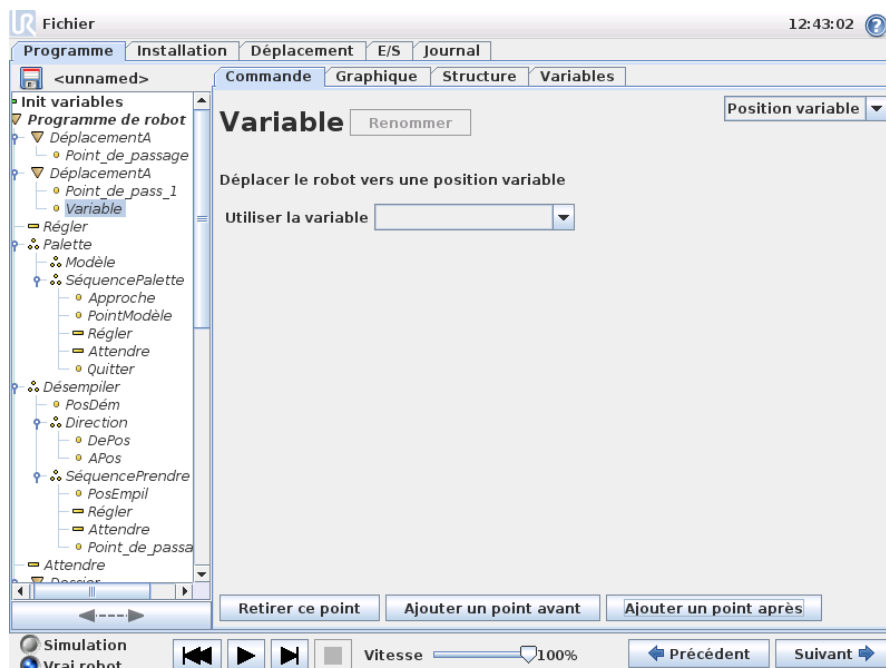 UR Fichier 12:43:02 ?
Programme Installation Déplacement E/S Journal
<unnamed> Commande Graphique Structure Variables
Init variables
Programme de robot
DéplacementA
Point_de_passage
DéplacementA
Point_de_pass_1
Variable
Régler
Palette
Modèle
SéquencePalette
Approche
PointModèle
Régler
Attendre
Quitter
Désempiler
PosDém
Direction
DePos
APos
SéquencePrendre
PosEmpil
Régler
Attendre
Point_de_passa
Attendre
Dossier
Variable Renommer Position variable
Déplacer le robot vers une position variable
Utiliser la variable
Retirer ce point Ajouter un point avant Ajouter un point après
Simulation
Vrai robot
Vitesse 100% Précédent Suivant